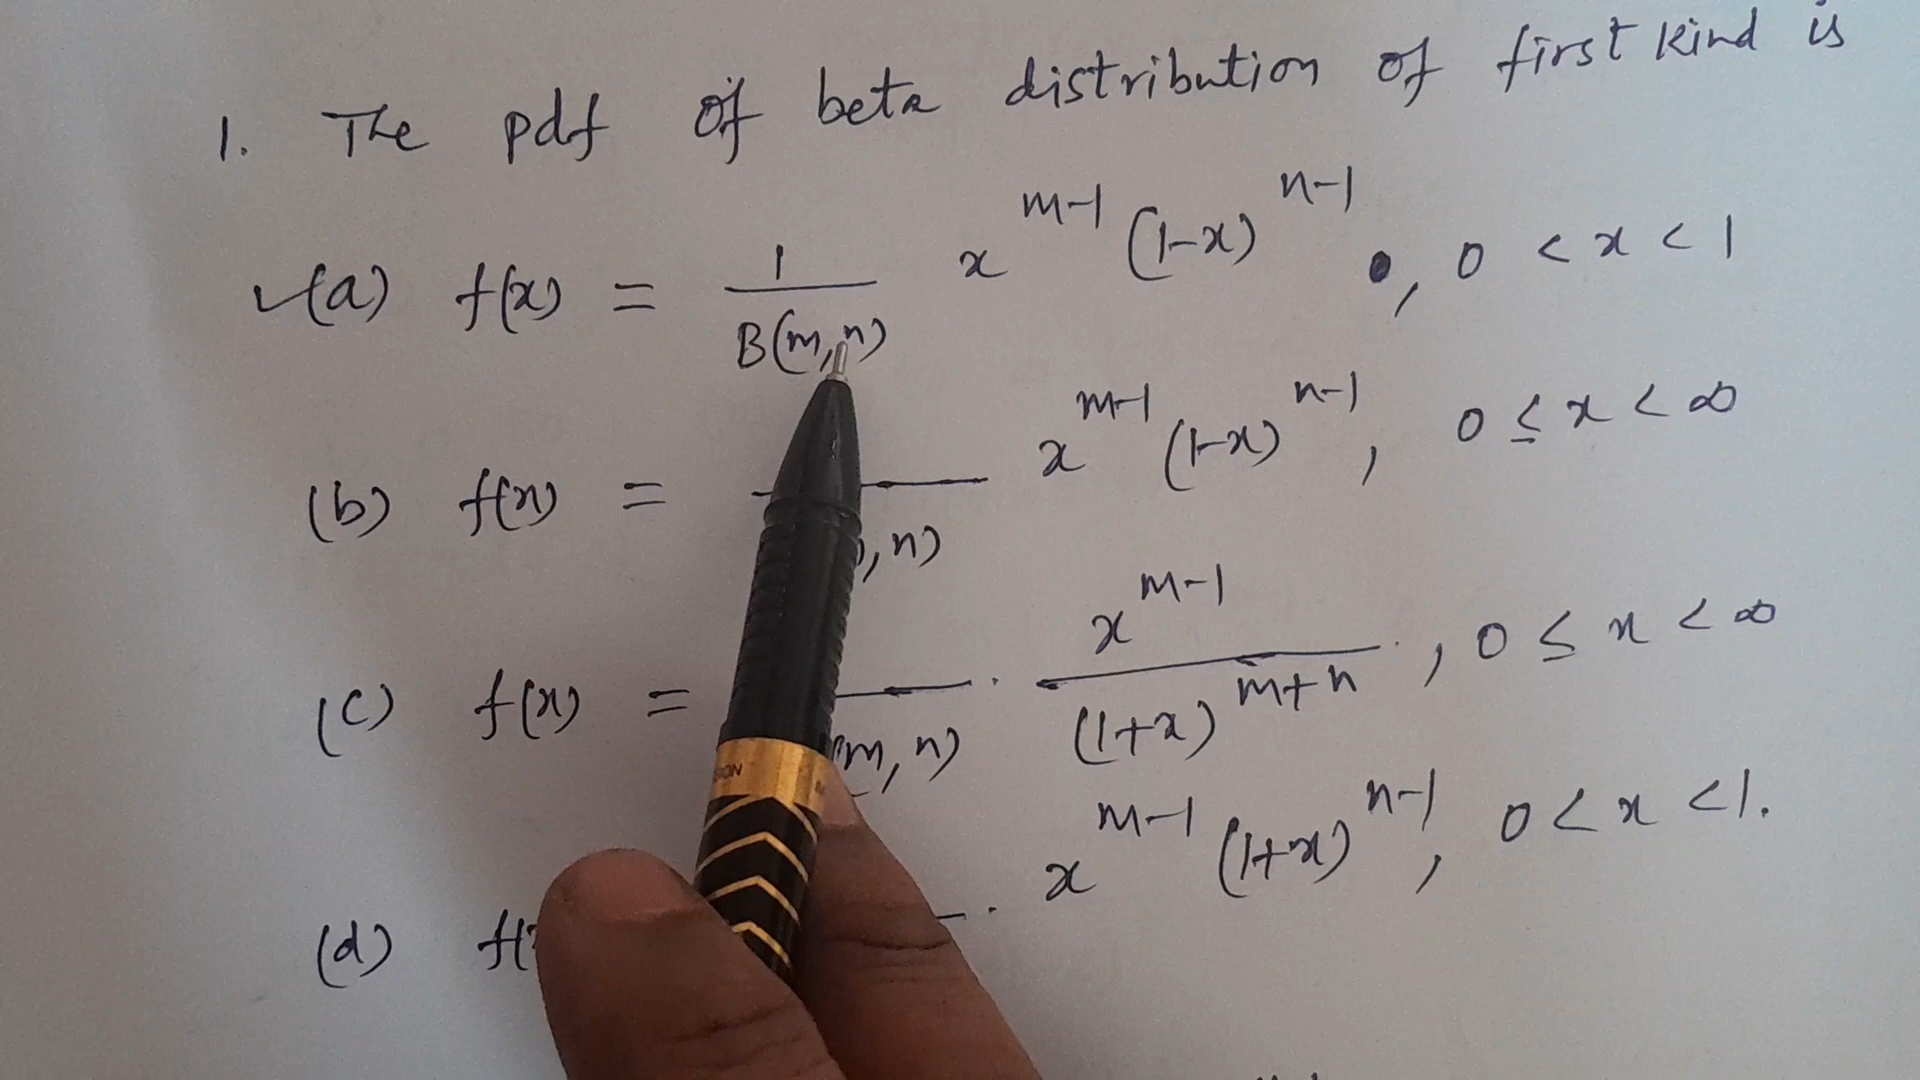 1. The pdf of beta distribution of first kind is
✓(a) f(x) = 1/B(m,n) x^{m-1} (1-x)^{n-1}, 0 < x < 1
(b) f(x) = , n) x^{m-1} (1-x)^{n-1}, 0 ≤ x < ∞
(c) f(x) = m, n) · x^{m-1}/(1+x)^{m+n}, 0 ≤ x < ∞
(d) f( · x^{m-1} (1+x)^{n-1}, 0 < x < 1.